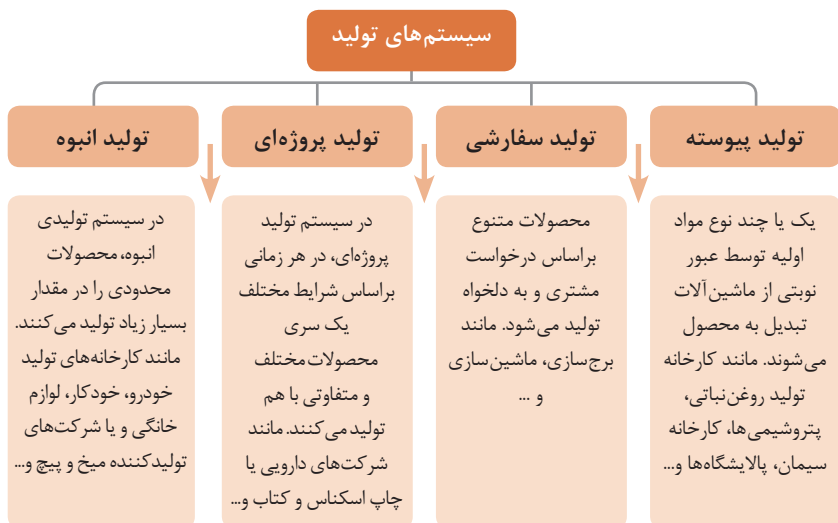 سیستم‌های تولید
تولید پیوسته
یک یا چند نوع مواد
اولیه توسط عبور
نوبتی از ماشین‌آلات
تبدیل به محصول
می‌شوند. مانند کارخانه
تولید روغن‌نباتی،
پتروشیمی‌ها، کارخانه
سیمان، پالایشگاه‌ها و...
تولید سفارشی
محصولات متنوع
براساس درخواست
مشتری و به دلخواه
تولید می‌شود. مانند
برج‌سازی، ماشین‌سازی
و ...
تولید پروژه‌ای
در سیستم تولید
پروژه‌ای، در هر زمانی
براساس شرایط مختلف
یک سری
محصولات مختلف
و متفاوتی با هم
تولید می‌کنند. مانند
شرکت‌های دارویی یا
چاپ اسکناس و کتاب و...
تولید انبوه
در سیستم تولیدی
انبوه، محصولات
محدودی را در مقدار
بسیار زیاد تولید می‌کنند.
مانند کارخانه‌های تولید
خودرو، خودکار، لوازم
خانگی و یا شرکت‌های
تولیدکننده میخ و پیچ و...